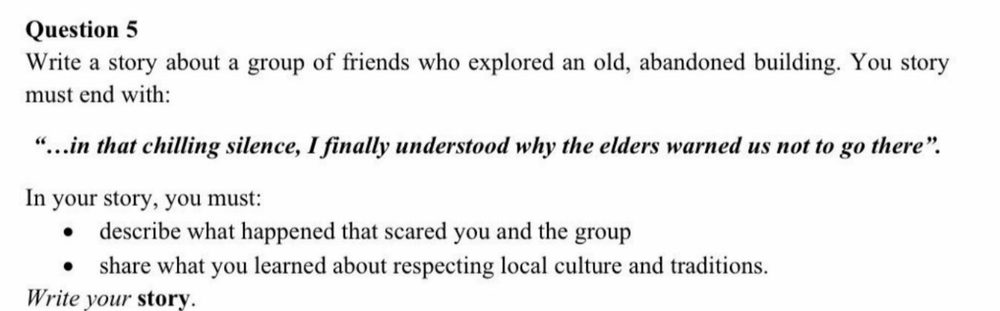 Question 5
Write a story about a group of friends who explored an old, abandoned building. You story
must end with:
“…in that chilling silence, I finally understood why the elders warned us not to go there”.
In your story, you must:
• describe what happened that scared you and the group
• share what you learned about respecting local culture and traditions.
Write your story.